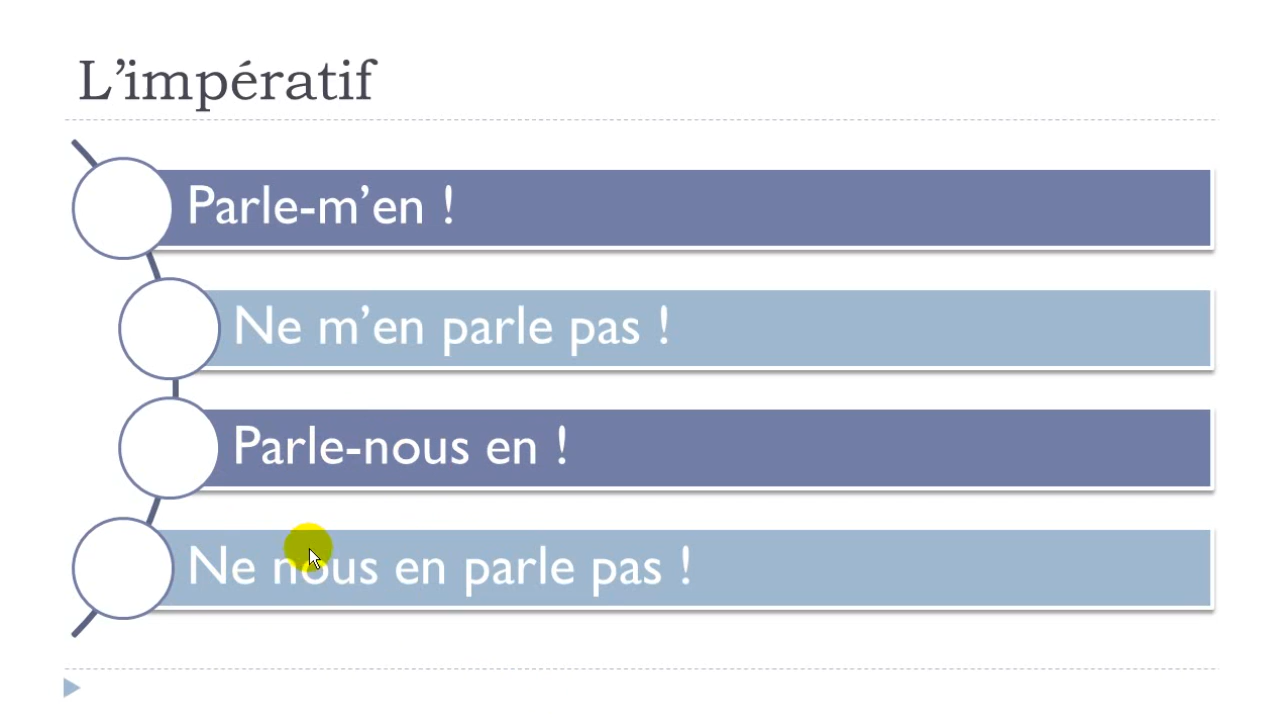 L’impératif
Parle-m’en !
Ne m’en parle pas !
Parle-nous en !
Ne nous en parle pas !